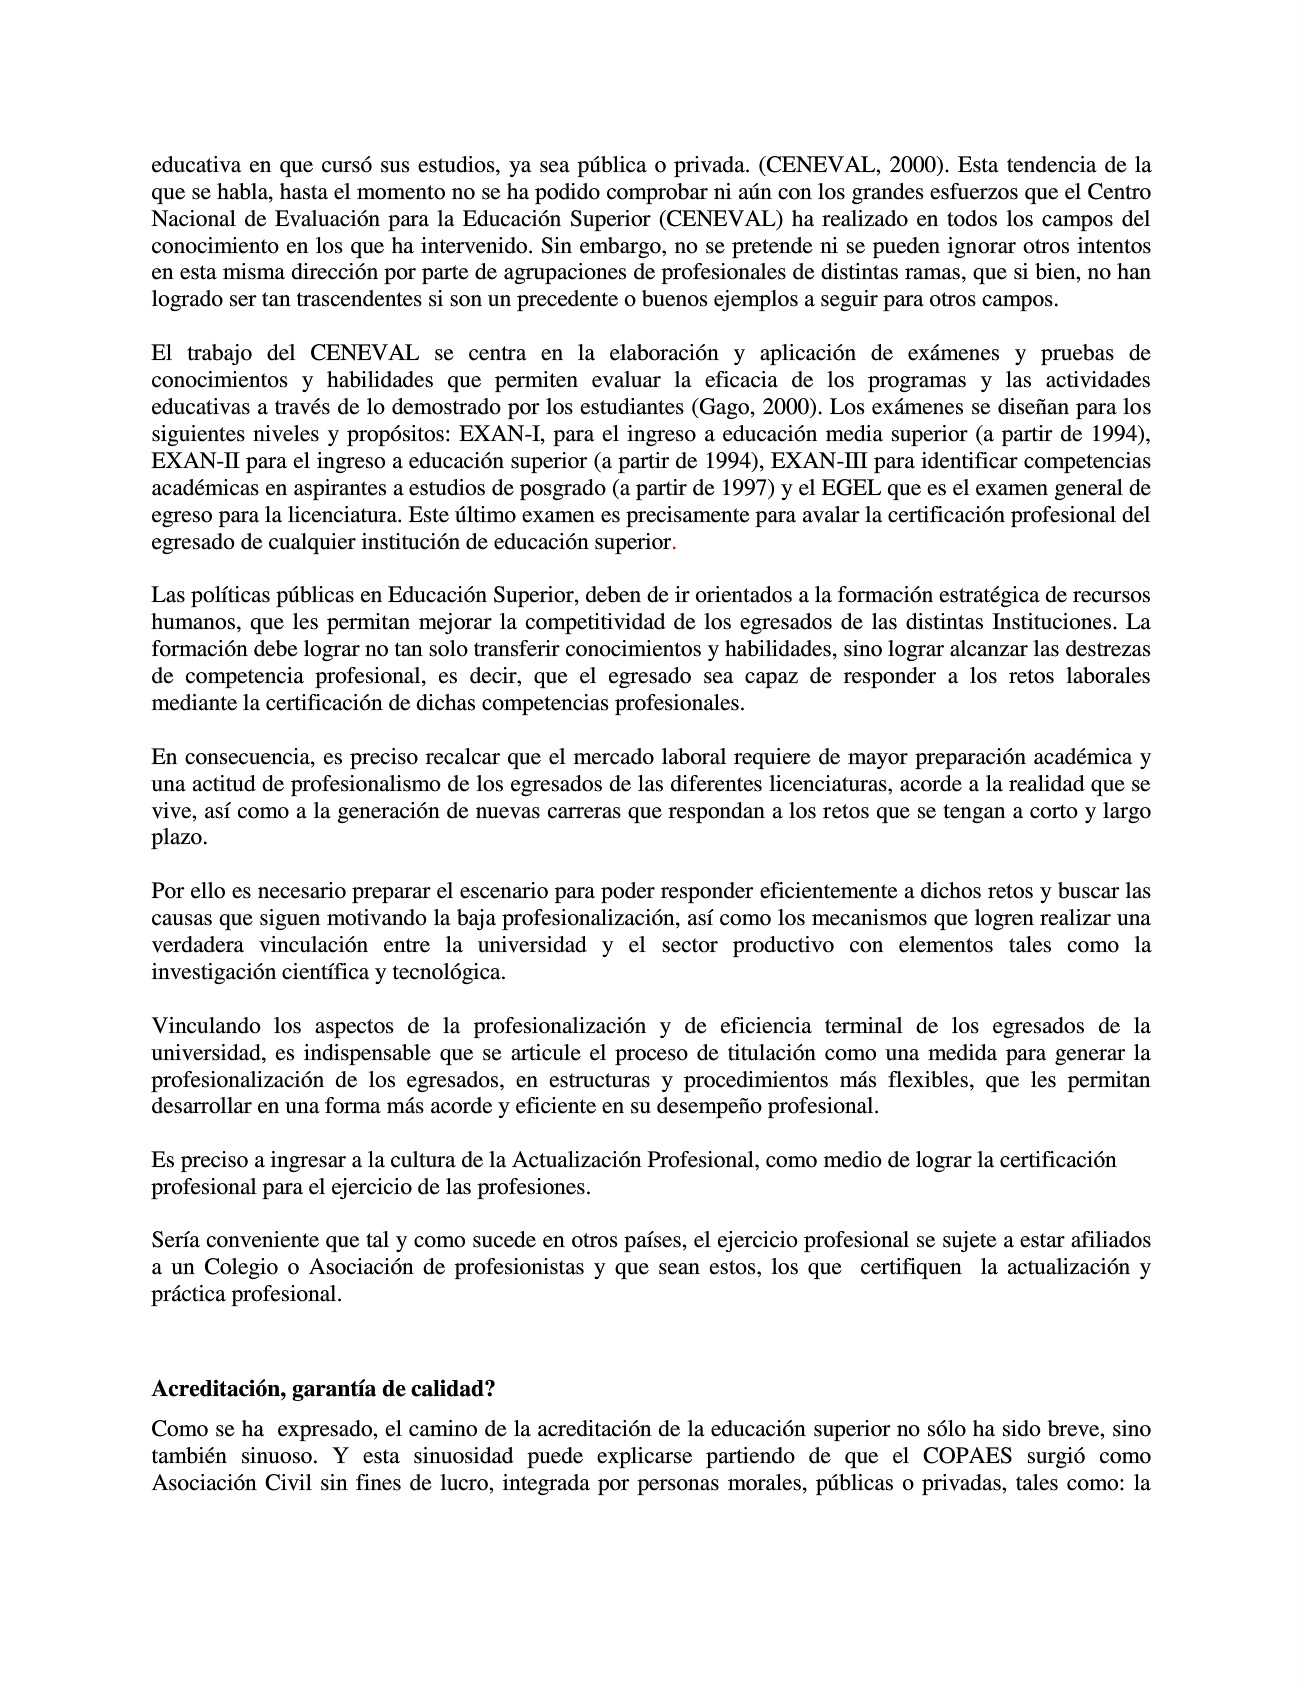 educativa en que cursó sus estudios, ya sea pública o privada. (CENEVAL, 2000). Esta tendencia de la
que se habla, hasta el momento no se ha podido comprobar ni aún con los grandes esfuerzos que el Centro
Nacional de Evaluación para la Educación Superior (CENEVAL) ha realizado en todos los campos del
conocimiento en los que ha intervenido. Sin embargo, no se pretende ni se pueden ignorar otros intentos
en esta misma dirección por parte de agrupaciones de profesionales de distintas ramas, que si bien, no han
logrado ser tan trascendentes si son un precedente o buenos ejemplos a seguir para otros campos.

El trabajo del CENEVAL se centra en la elaboración y aplicación de exámenes y pruebas de
conocimientos y habilidades que permiten evaluar la eficacia de los programas y las actividades
educativas a través de lo demostrado por los estudiantes (Gago, 2000). Los exámenes se diseñan para los
siguientes niveles y propósitos: EXAN-I, para el ingreso a educación media superior (a partir de 1994),
EXAN-II para el ingreso a educación superior (a partir de 1994), EXAN-III para identificar competencias
académicas en aspirantes a estudios de posgrado (a partir de 1997) y el EGEL que es el examen general de
egreso para la licenciatura. Este último examen es precisamente para avalar la certificación profesional del
egresado de cualquier institución de educación superior.

Las políticas públicas en Educación Superior, deben de ir orientados a la formación estratégica de recursos
humanos, que les permitan mejorar la competitividad de los egresados de las distintas Instituciones. La
formación debe lograr no tan solo transferir conocimientos y habilidades, sino lograr alcanzar las destrezas
de competencia profesional, es decir, que el egresado sea capaz de responder a los retos laborales
mediante la certificación de dichas competencias profesionales.

En consecuencia, es preciso recalcar que el mercado laboral requiere de mayor preparación académica y
una actitud de profesionalismo de los egresados de las diferentes licenciaturas, acorde a la realidad que se
vive, así como a la generación de nuevas carreras que respondan a los retos que se tengan a corto y largo
plazo.

Por ello es necesario preparar el escenario para poder responder eficientemente a dichos retos y buscar las
causas que siguen motivando la baja profesionalización, así como los mecanismos que logren realizar una
verdadera vinculación entre la universidad y el sector productivo con elementos tales como la
investigación científica y tecnológica.

Vinculando los aspectos de la profesionalización y de eficiencia terminal de los egresados de la
universidad, es indispensable que se articule el proceso de titulación como una medida para generar la
profesionalización de los egresados, en estructuras y procedimientos más flexibles, que les permitan
desarrollar en una forma más acorde y eficiente en su desempeño profesional.

Es preciso a ingresar a la cultura de la Actualización Profesional, como medio de lograr la certificación
profesional para el ejercicio de las profesiones.

Sería conveniente que tal y como sucede en otros países, el ejercicio profesional se sujete a estar afiliados
a un Colegio o Asociación de profesionistas y que sean estos, los que  certifiquen  la actualización y
práctica profesional.

Acreditación, garantía de calidad?
Como se ha  expresado, el camino de la acreditación de la educación superior no sólo ha sido breve, sino
también sinuoso. Y esta sinuosidad puede explicarse partiendo de que el COPAES surgió como
Asociación Civil sin fines de lucro, integrada por personas morales, públicas o privadas, tales como: la